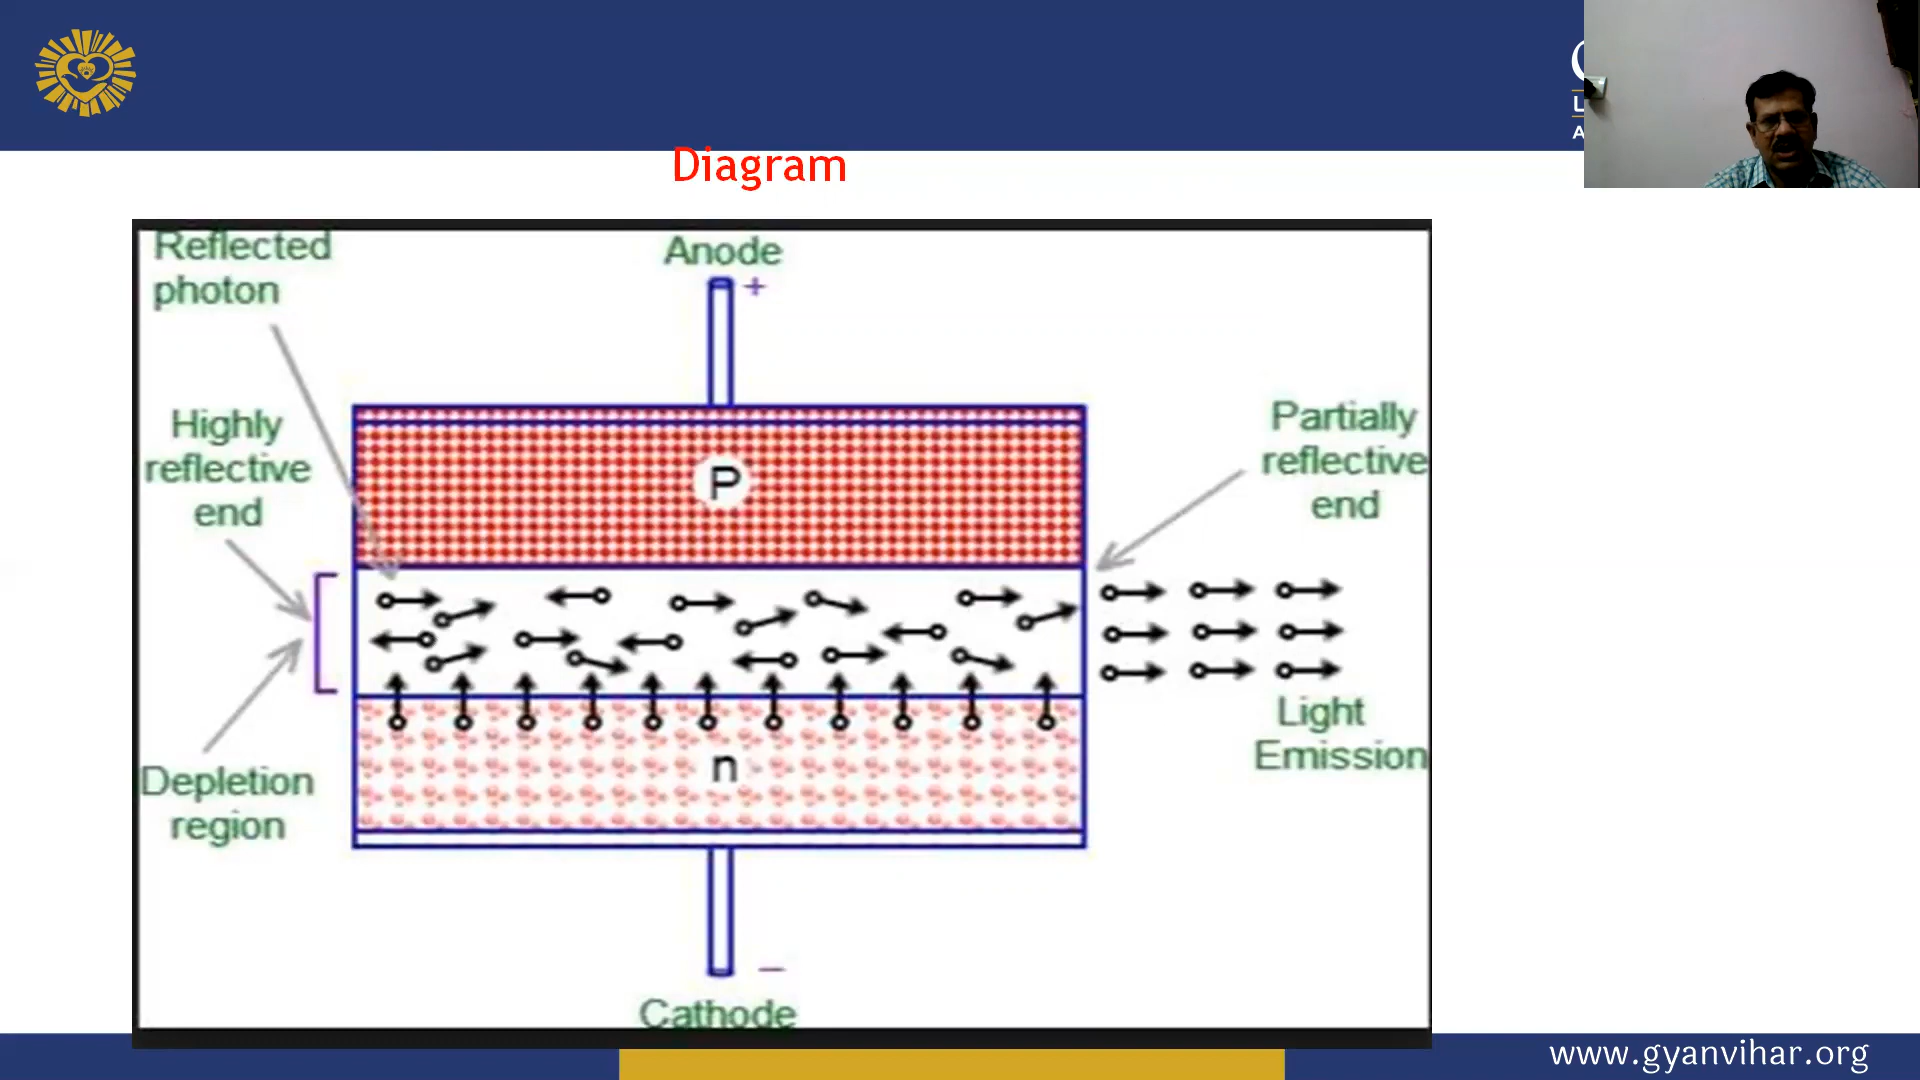 Diagram
Reflected
photon
Anode
+
Highly
reflective
end
P
Partially
reflective
end
n
Light
Emission
Depletion
region
–
Cathode
www.gyanvihar.org